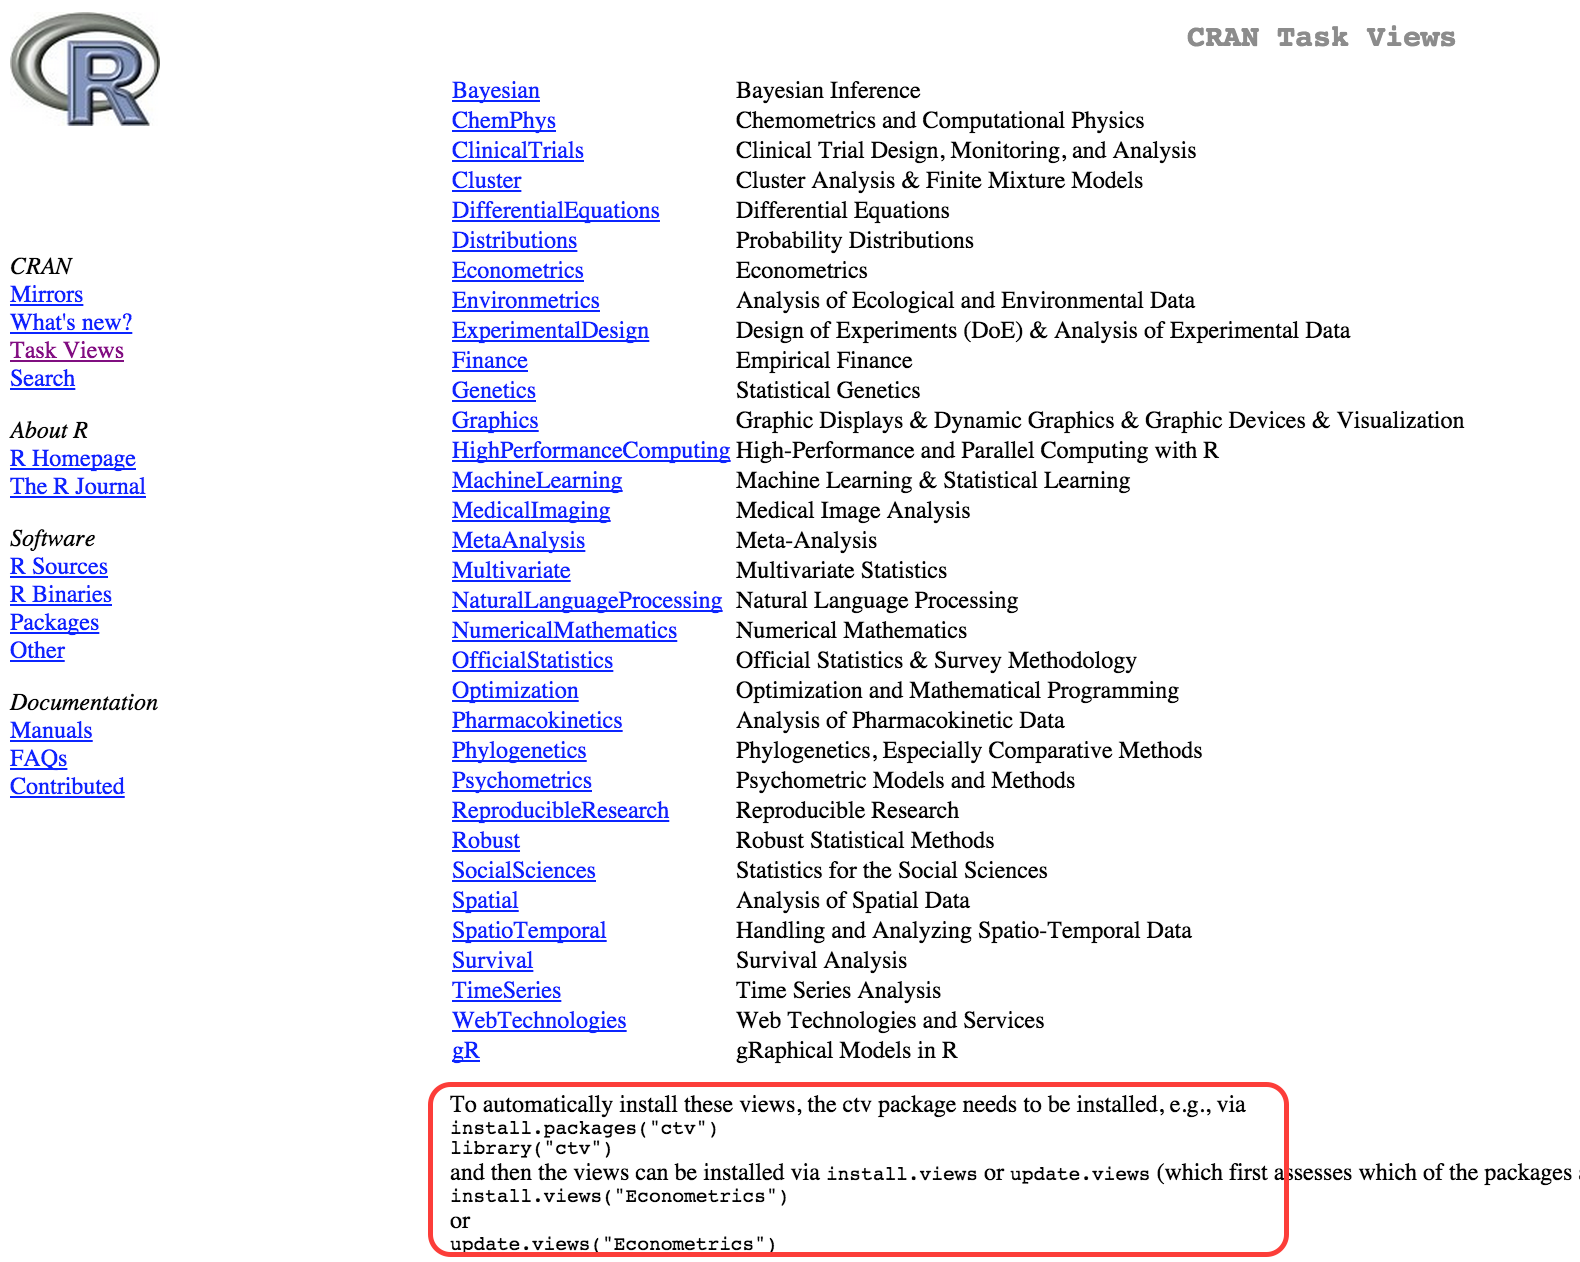 R
CRAN Task Views
CRAN
Mirrors
What's new?
Task Views
Search
About R
R Homepage
The R Journal
Software
R Sources
R Binaries
Packages
Other
Documentation
Manuals
FAQs
Contributed
Bayesian Bayesian Inference
ChemPhys Chemometrics and Computational Physics
ClinicalTrials Clinical Trial Design, Monitoring, and Analysis
Cluster Cluster Analysis & Finite Mixture Models
DifferentialEquations Differential Equations
Distributions Probability Distributions
Econometrics Econometrics
Environmetrics Analysis of Ecological and Environmental Data
ExperimentalDesign Design of Experiments (DoE) & Analysis of Experimental Data
Finance Empirical Finance
Genetics Statistical Genetics
Graphics Graphic Displays & Dynamic Graphics & Graphic Devices & Visualization
HighPerformanceComputing High-Performance and Parallel Computing with R
MachineLearning Machine Learning & Statistical Learning
MedicalImaging Medical Image Analysis
MetaAnalysis Meta-Analysis
Multivariate Multivariate Statistics
NaturalLanguageProcessing Natural Language Processing
NumericalMathematics Numerical Mathematics
OfficialStatistics Official Statistics & Survey Methodology
Optimization Optimization and Mathematical Programming
Pharmacokinetics Analysis of Pharmacokinetic Data
Phylogenetics Phylogenetics, Especially Comparative Methods
Psychometrics Psychometric Models and Methods
ReproducibleResearch Reproducible Research
Robust Robust Statistical Methods
SocialSciences Statistics for the Social Sciences
Spatial Analysis of Spatial Data
SpatioTemporal Handling and Analyzing Spatio-Temporal Data
Survival Survival Analysis
TimeSeries Time Series Analysis
WebTechnologies Web Technologies and Services
gR gRaphical Models in R
To automatically install these views, the ctv package needs to be installed, e.g., via
install.packages("ctv")
library("ctv")
and then the views can be installed via install.views or update.views (which first assesses which of the packages
install.views("Econometrics")
or
update.views("Econometrics")